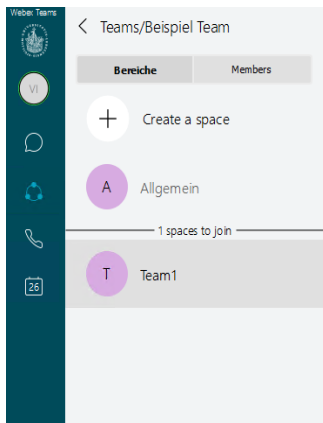 Webex Teams
Teams/Beispiel Team
Bereiche
Members
VI
Create a space
A
Allgemein
1 spaces to join
T
Team1
26